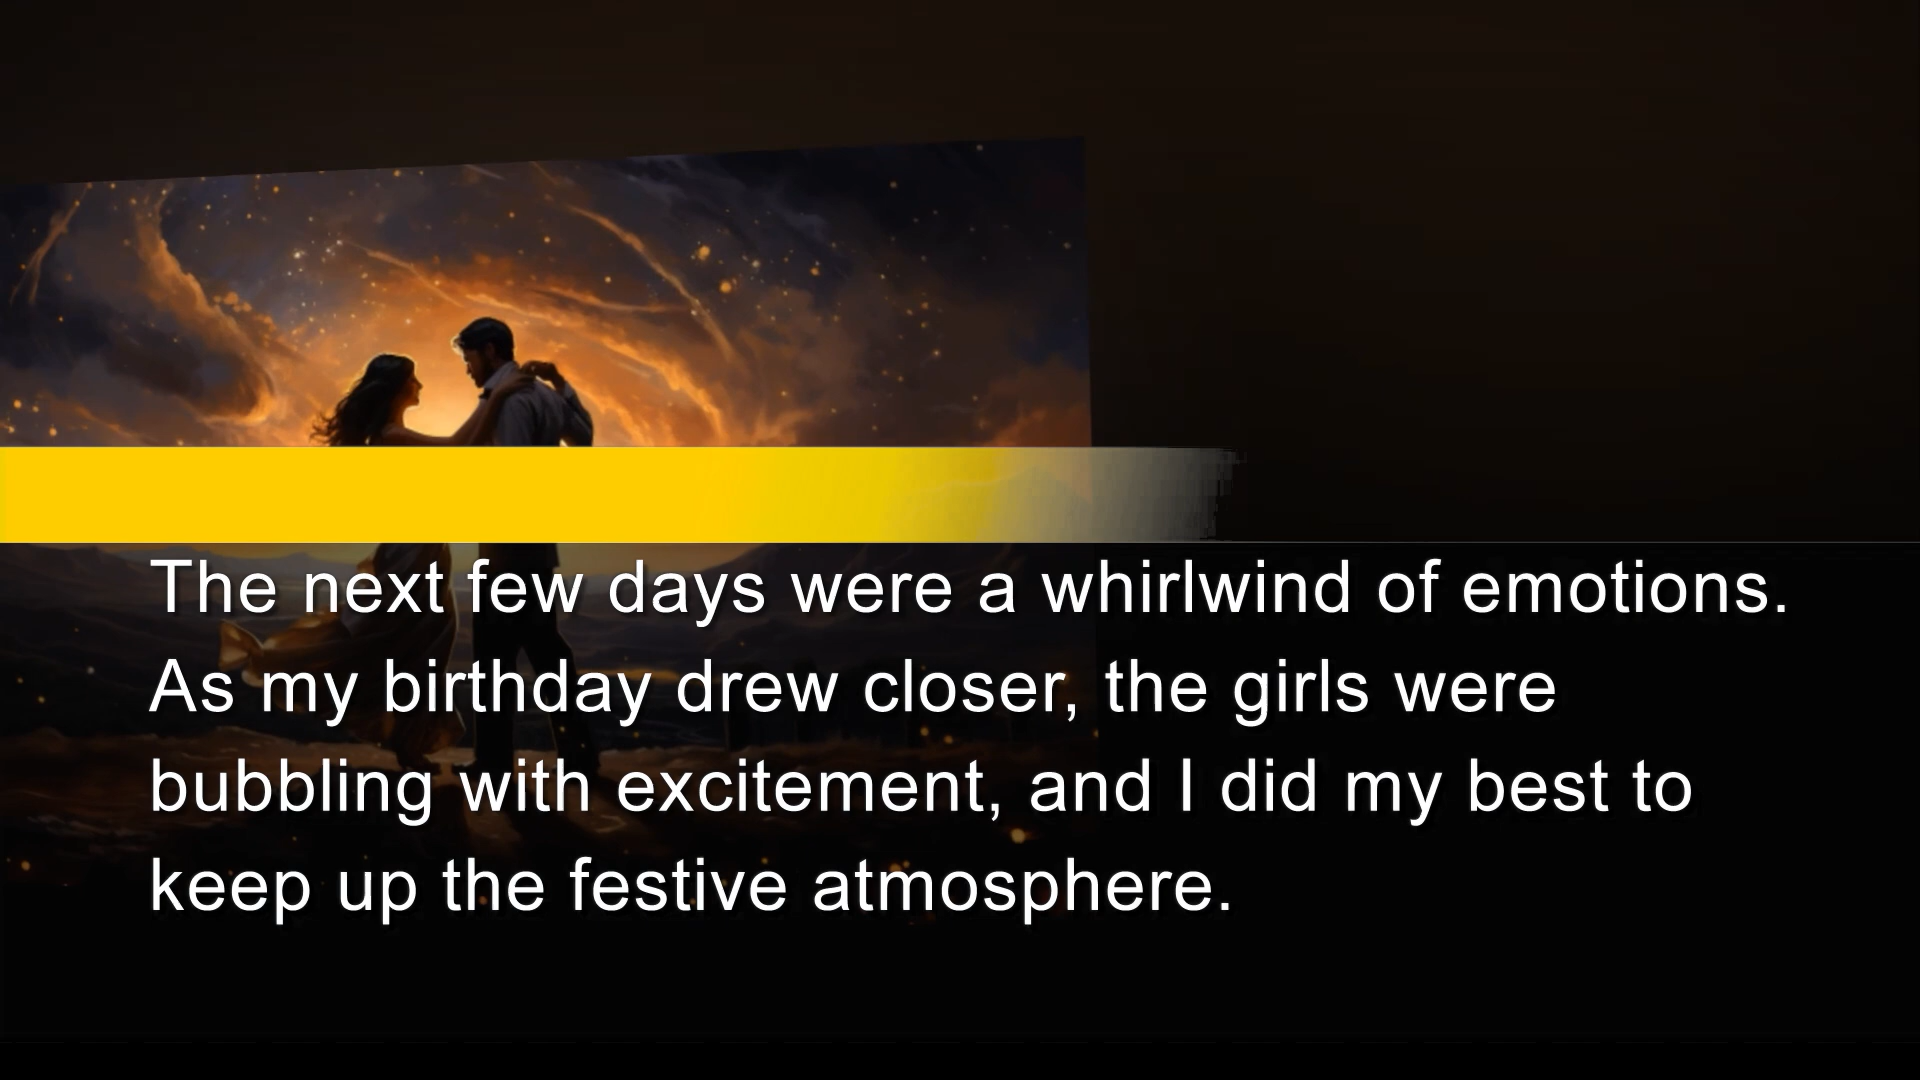 The next few days were a whirlwind of emotions.
As my birthday drew closer, the girls were
bubbling with excitement, and I did my best to
keep up the festive atmosphere.